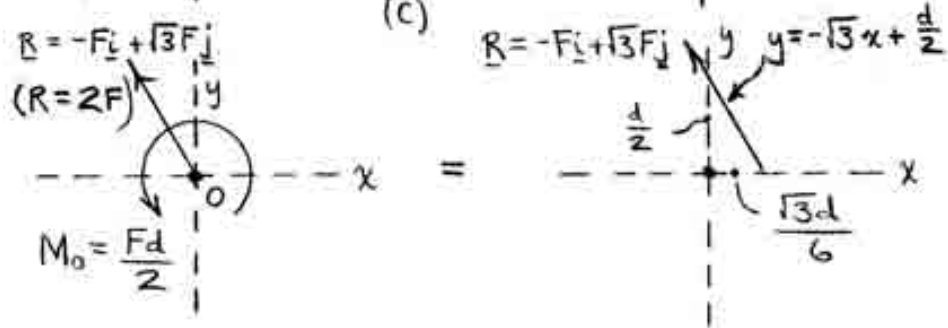 (c)
R = -Fi + √3Fj
(R = 2F)
y
x
O
M₀ = Fd/2
=
R = -Fi + √3Fj
y
y = -√3x + d/2
d/2
x
√3d/6